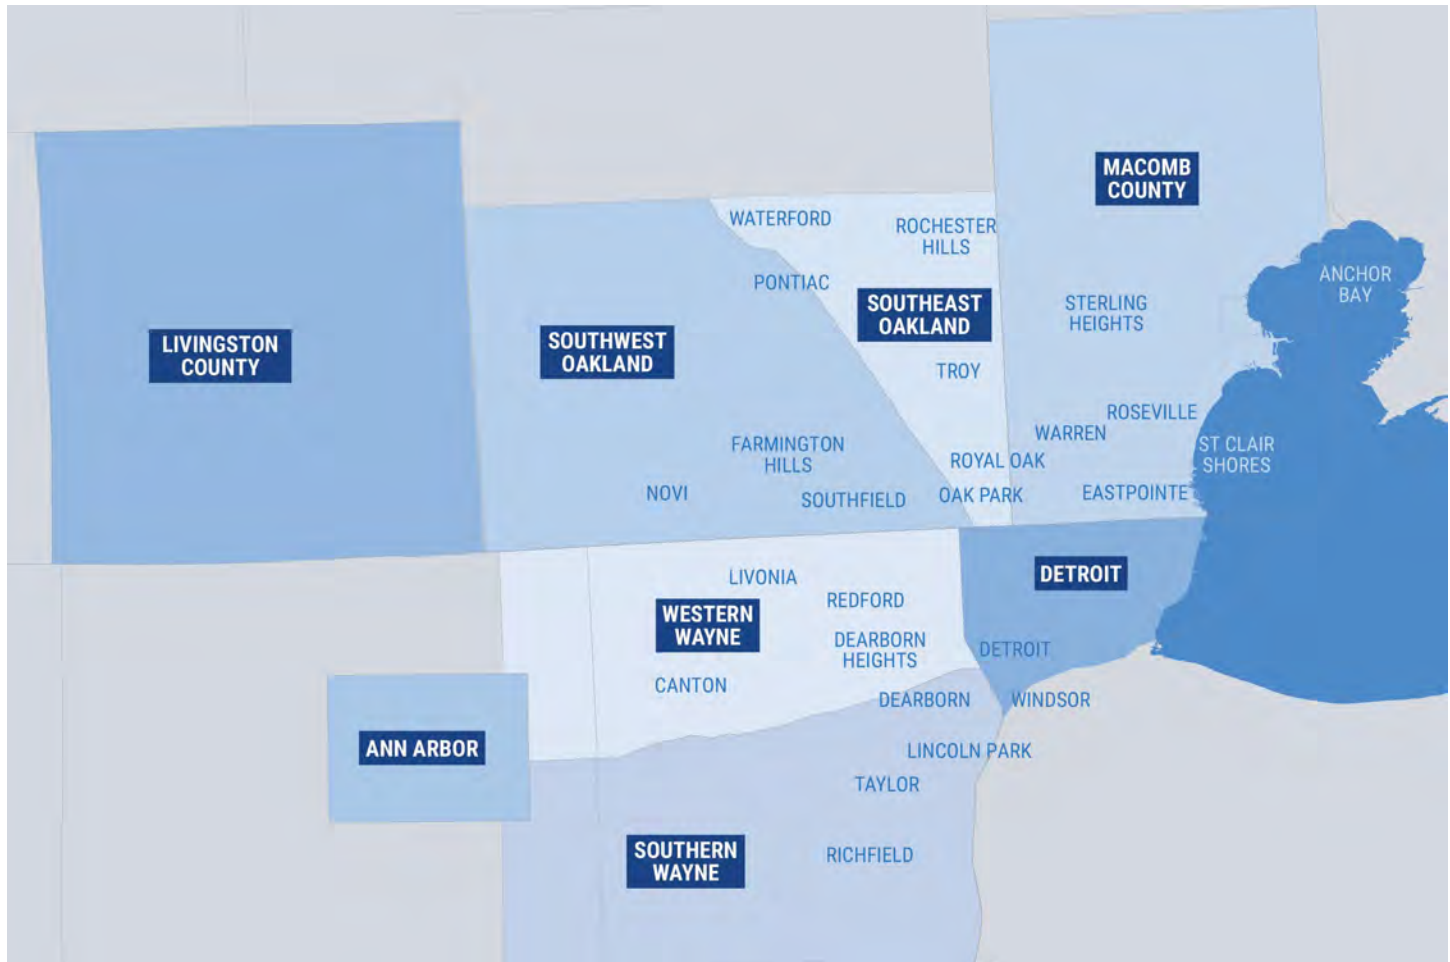 MACOMB
COUNTY
WATERFORD
ROCHESTER
HILLS
ANCHOR
BAY
PONTIAC
SOUTHEAST
OAKLAND
STERLING
HEIGHTS
LIVINGSTON
COUNTY
SOUTHWEST
OAKLAND
TROY
ROSEVILLE
WARREN
FARMINGTON
HILLS
ROYAL OAK
ST CLAIR
SHORES
NOVI
SOUTHFIELD
OAK PARK
EASTPOINTE
LIVONIA
DETROIT
REDFORD
WESTERN
WAYNE
DEARBORN
HEIGHTS
DETROIT
CANTON
DEARBORN
WINDSOR
ANN ARBOR
LINCOLN PARK
TAYLOR
SOUTHERN
WAYNE
RICHFIELD